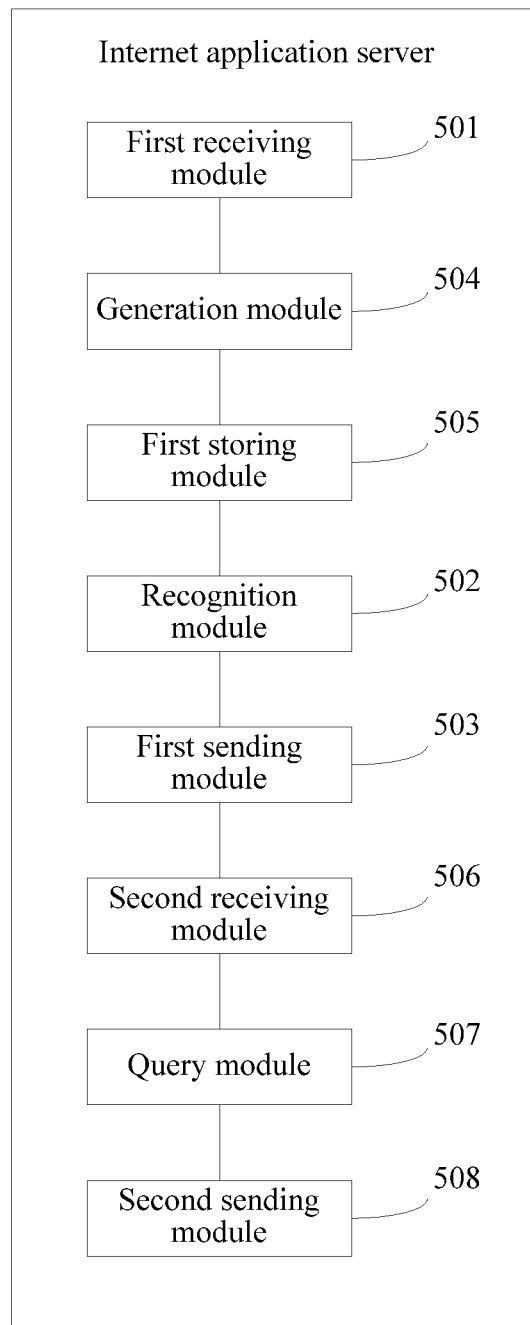 Internet application server
501
First receiving
module
504
Generation module
505
First storing
module
502
Recognition
module
503
First sending
module
506
Second receiving
module
507
Query module
508
Second sending
module